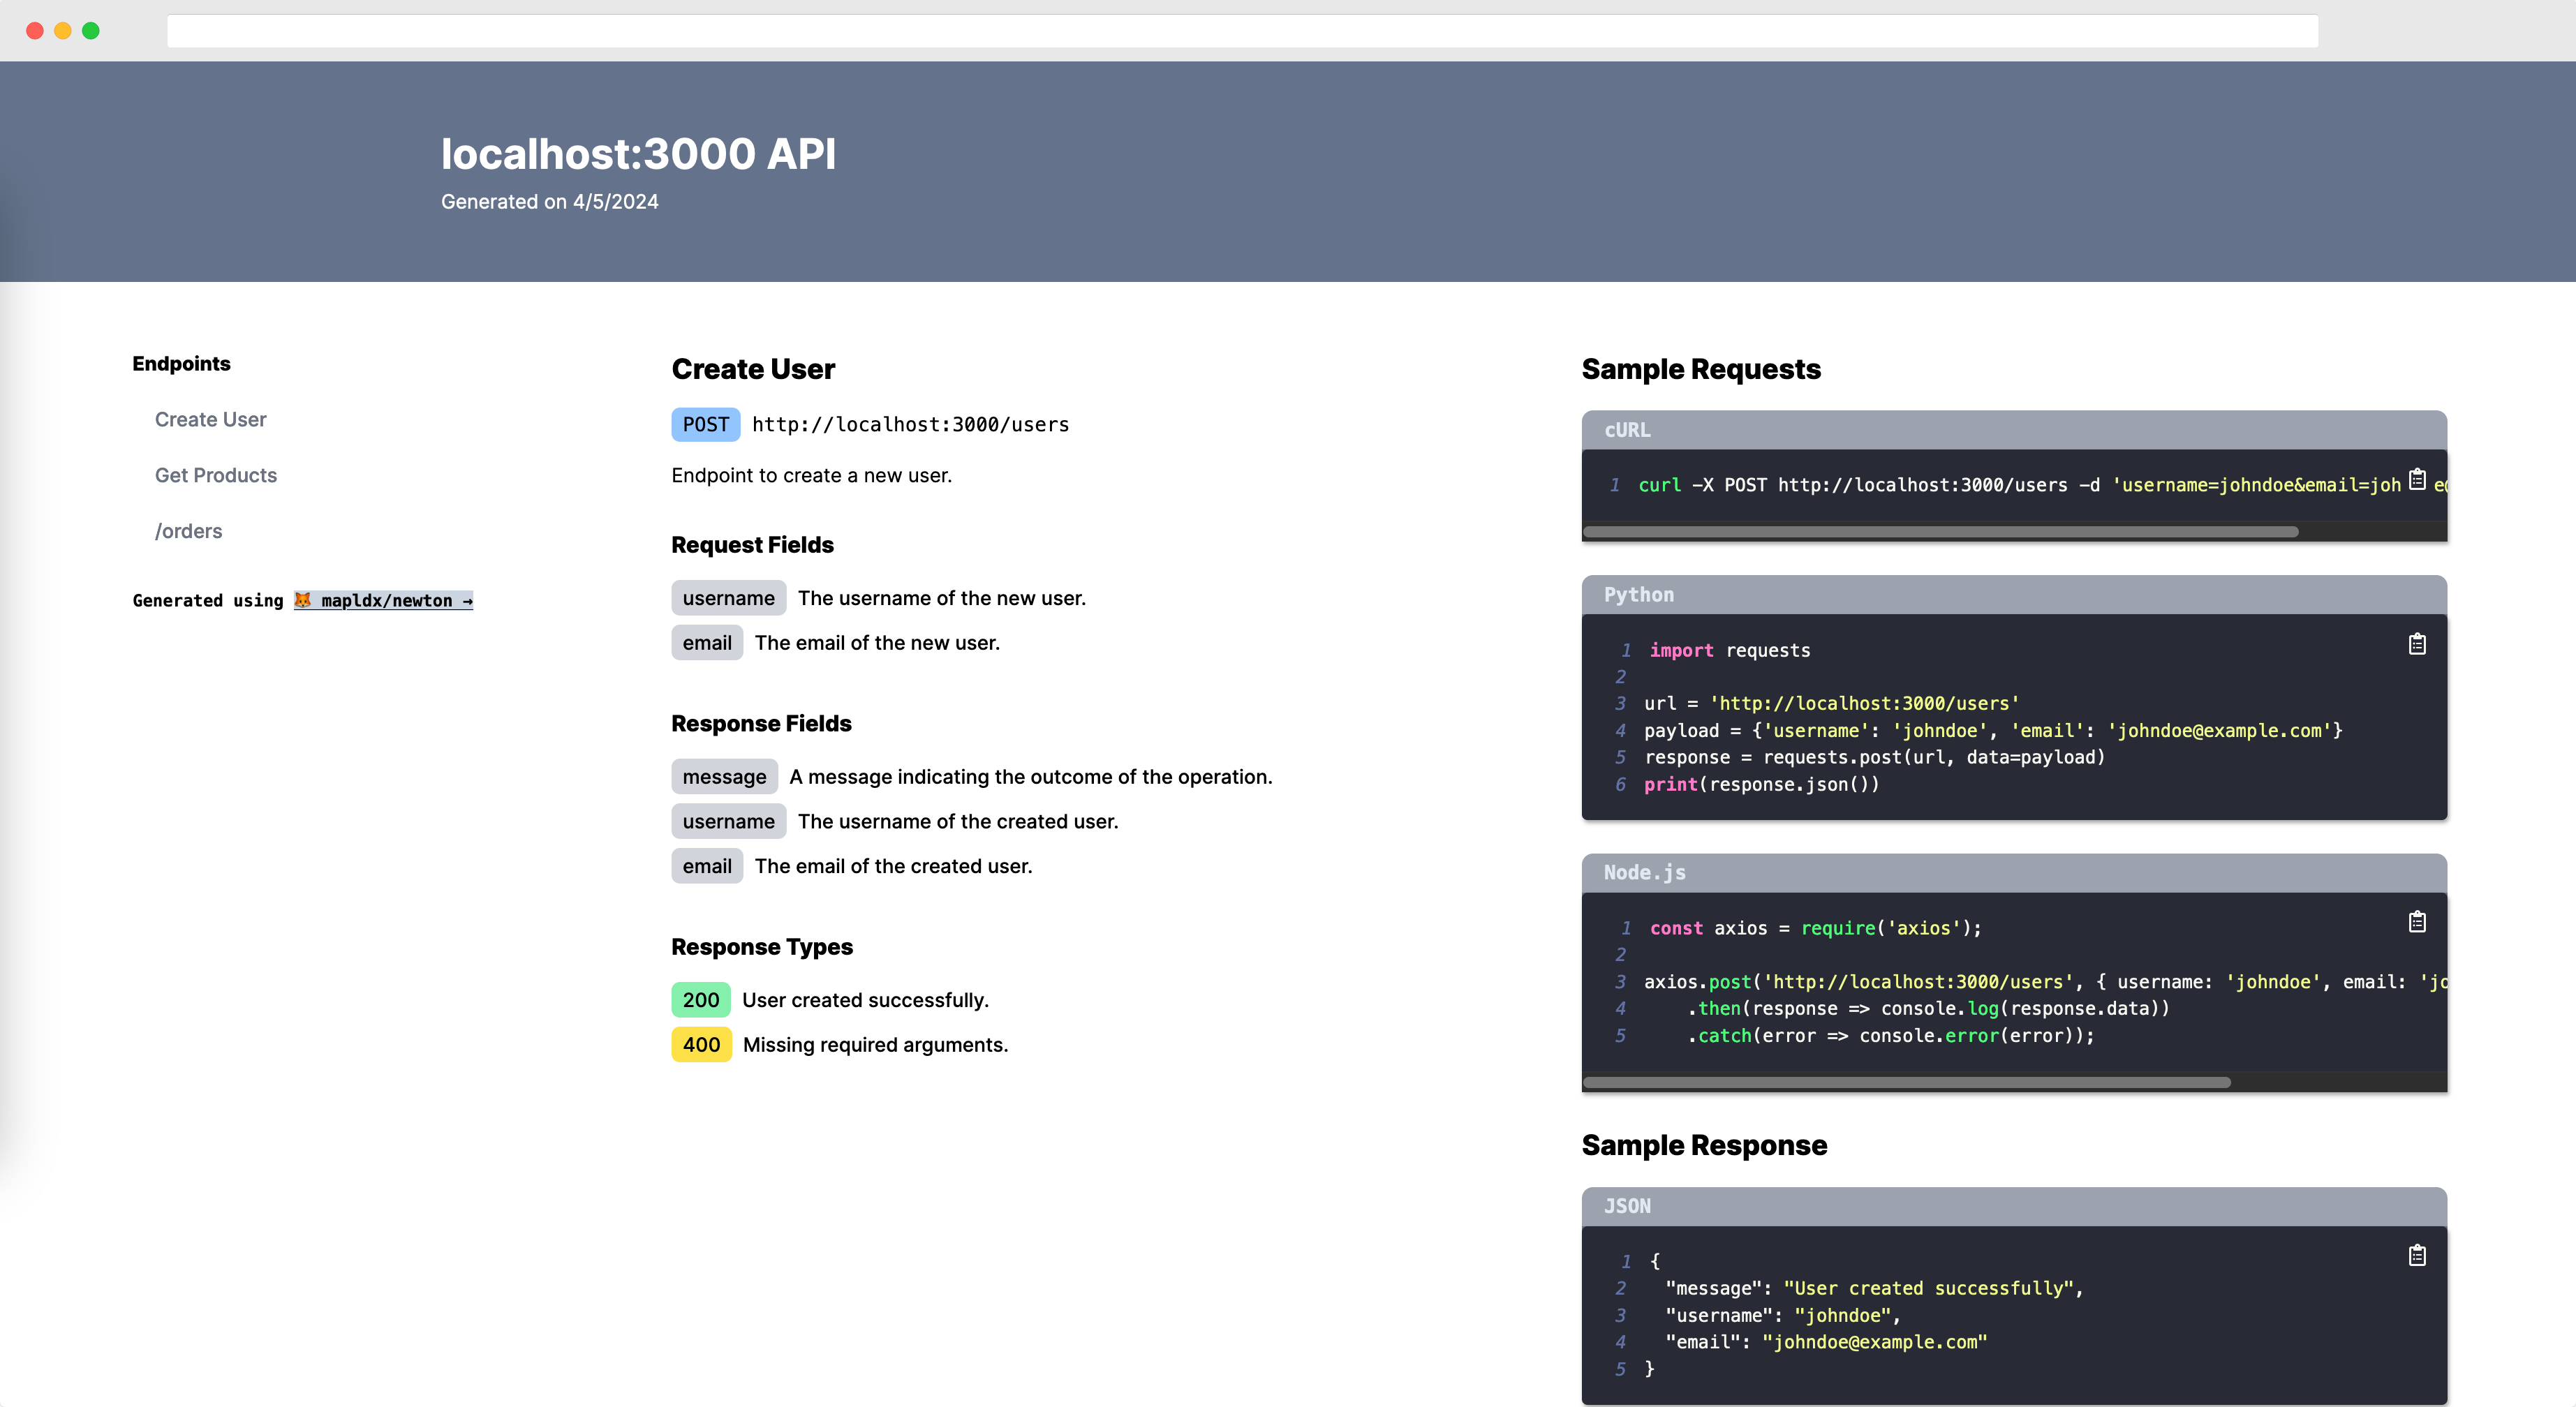 localhost:3000 API
Generated on 4/5/2024
Endpoints
Create User
Get Products
/orders
Generated using 🦊 mapldx/newton →
Create User
POST http://localhost:3000/users
Endpoint to create a new user.
Request Fields
username The username of the new user.
email The email of the new user.
Response Fields
message A message indicating the outcome of the operation.
username The username of the created user.
email The email of the created user.
Response Types
200 User created successfully.
400 Missing required arguments.
Sample Requests
cURL
1 curl -X POST http://localhost:3000/users -d 'username=johndoe&email=joh
Python
1 import requests
2
3 url = 'http://localhost:3000/users'
4 payload = {'username': 'johndoe', 'email': 'johndoe@example.com'}
5 response = requests.post(url, data=payload)
6 print(response.json())
Node.js
1 const axios = require('axios');
2
3 axios.post('http://localhost:3000/users', { username: 'johndoe', email: 'jo
4     .then(response => console.log(response.data))
5     .catch(error => console.error(error));
Sample Response
JSON
1 {
2   "message": "User created successfully",
3   "username": "johndoe",
4   "email": "johndoe@example.com"
5 }